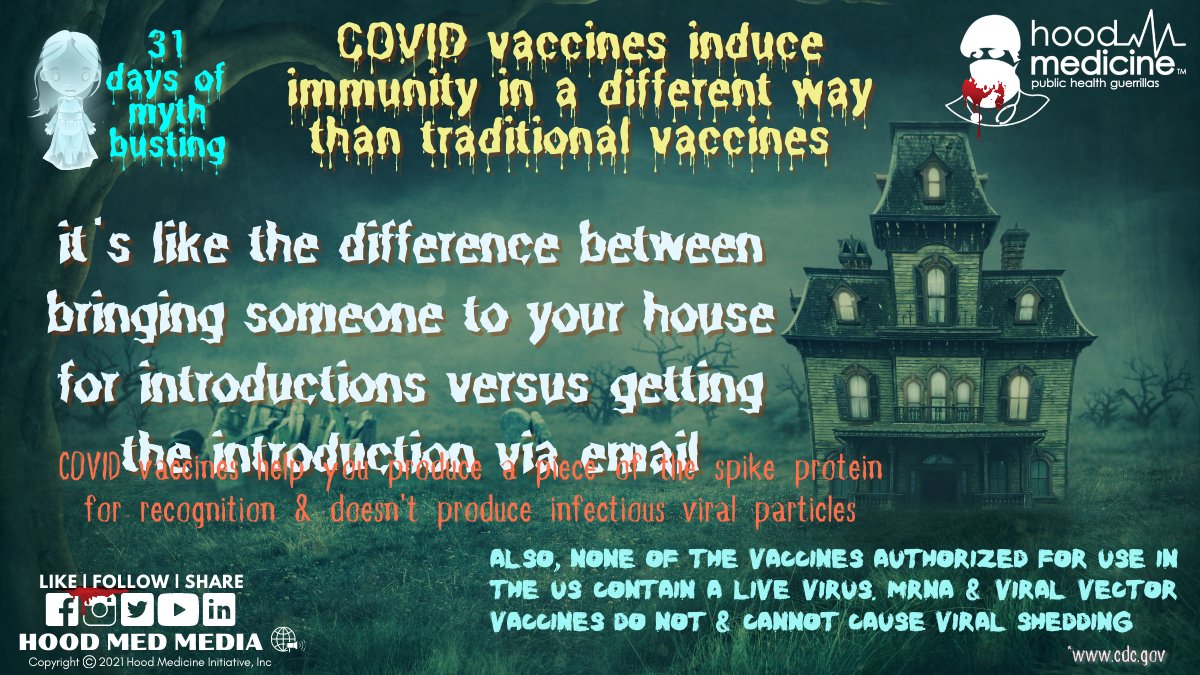 31
days of
myth
busting
COVID vaccines induce
immunity in a different way
than traditional vaccines
hood
medicine™
public health guerrillas
it's like the difference between
bringing someone to your house
for introductions versus getting
the introduction via email
COVID vaccines help you produce a piece of the spike protein
for recognition & doesn't produce infectious viral particles
ALSO, NONE OF THE VACCINES AUTHORIZED FOR USE IN
THE US CONTAIN A LIVE VIRUS. MRNA & VIRAL VECTOR
VACCINES DO NOT & CANNOT CAUSE VIRAL SHEDDING
*www.cdc.gov
LIKE | FOLLOW | SHARE
HOOD MED MEDIA
Copyright © 2021 Hood Medicine Initiative, Inc